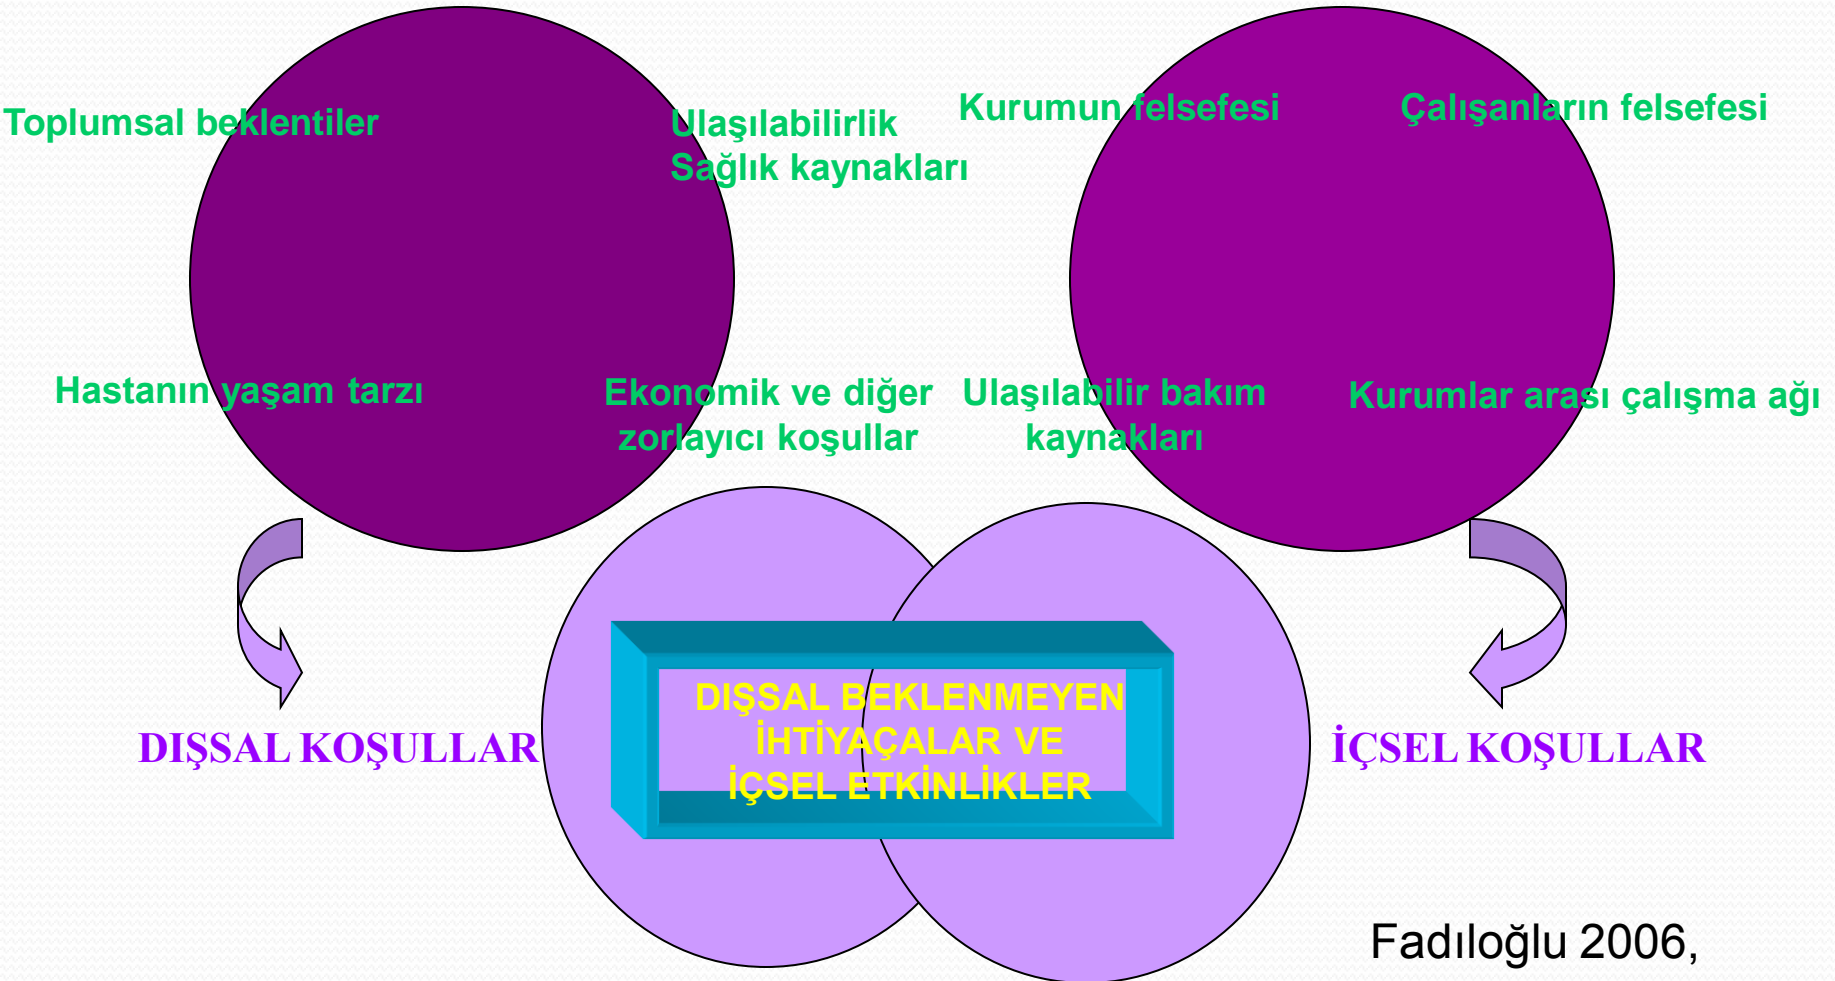 Toplumsal beklentiler
Ulaşılabilirlik
Sağlık kaynakları
Kurumun felsefesi
Çalışanların felsefesi
Hastanın yaşam tarzı
Ekonomik ve diğer
zorlayıcı koşullar
Ulaşılabilir bakım
kaynakları
Kurumlar arası çalışma ağı
DIŞSAL KOŞULLAR
DIŞSAL BEKLENMEYEN
İHTİYAÇALAR VE
İÇSEL ETKİNLİKLER
İÇSEL KOŞULLAR
Fadıloğlu 2006,